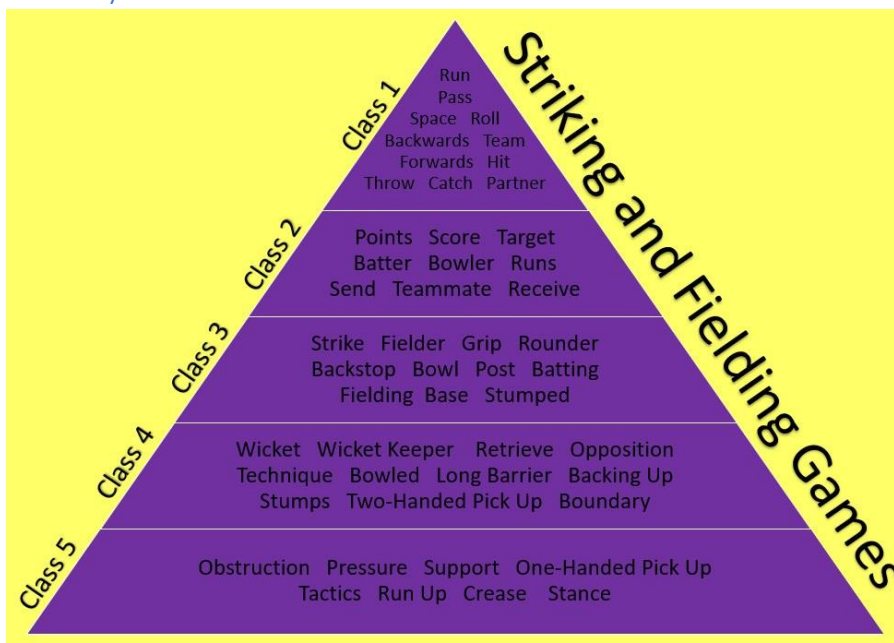 Striking and Fielding Games
Class 1
Run
Pass
Space Roll
Backwards Team
Forwards Hit
Throw Catch Partner
Class 2
Points Score Target
Batter Bowler Runs
Send Teammate Receive
Class 3
Strike Fielder Grip Rounder
Backstop Bowl Post Batting
Fielding Base Stumped
Class 4
Wicket Wicket Keeper Retrieve Opposition
Technique Bowled Long Barrier Backing Up
Stumps Two-Handed Pick Up Boundary
Class 5
Obstruction Pressure Support One-Handed Pick Up
Tactics Run Up Crease Stance